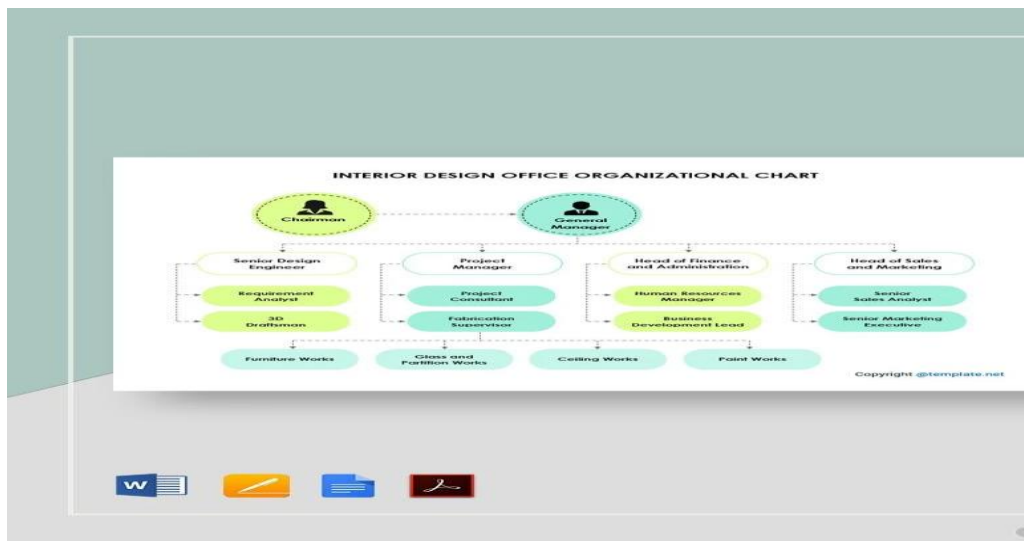 INTERIOR DESIGN OFFICE ORGANIZATIONAL CHART
Chairman
General
Manager
Senior Design
Engineer
Project
Manager
Head of Finance
and Administration
Head of Sales
and Marketing
Requirement
Analyst
Project
Consultant
Human Resources
Manager
Senior
Sales Analyst
3D
Draftsman
Fabrication
Supervisor
Business
Development Lead
Senior Marketing
Executive
Furniture Works
Glass and
Partition Works
Ceiling Works
Paint Works
Copyright @template.net
W